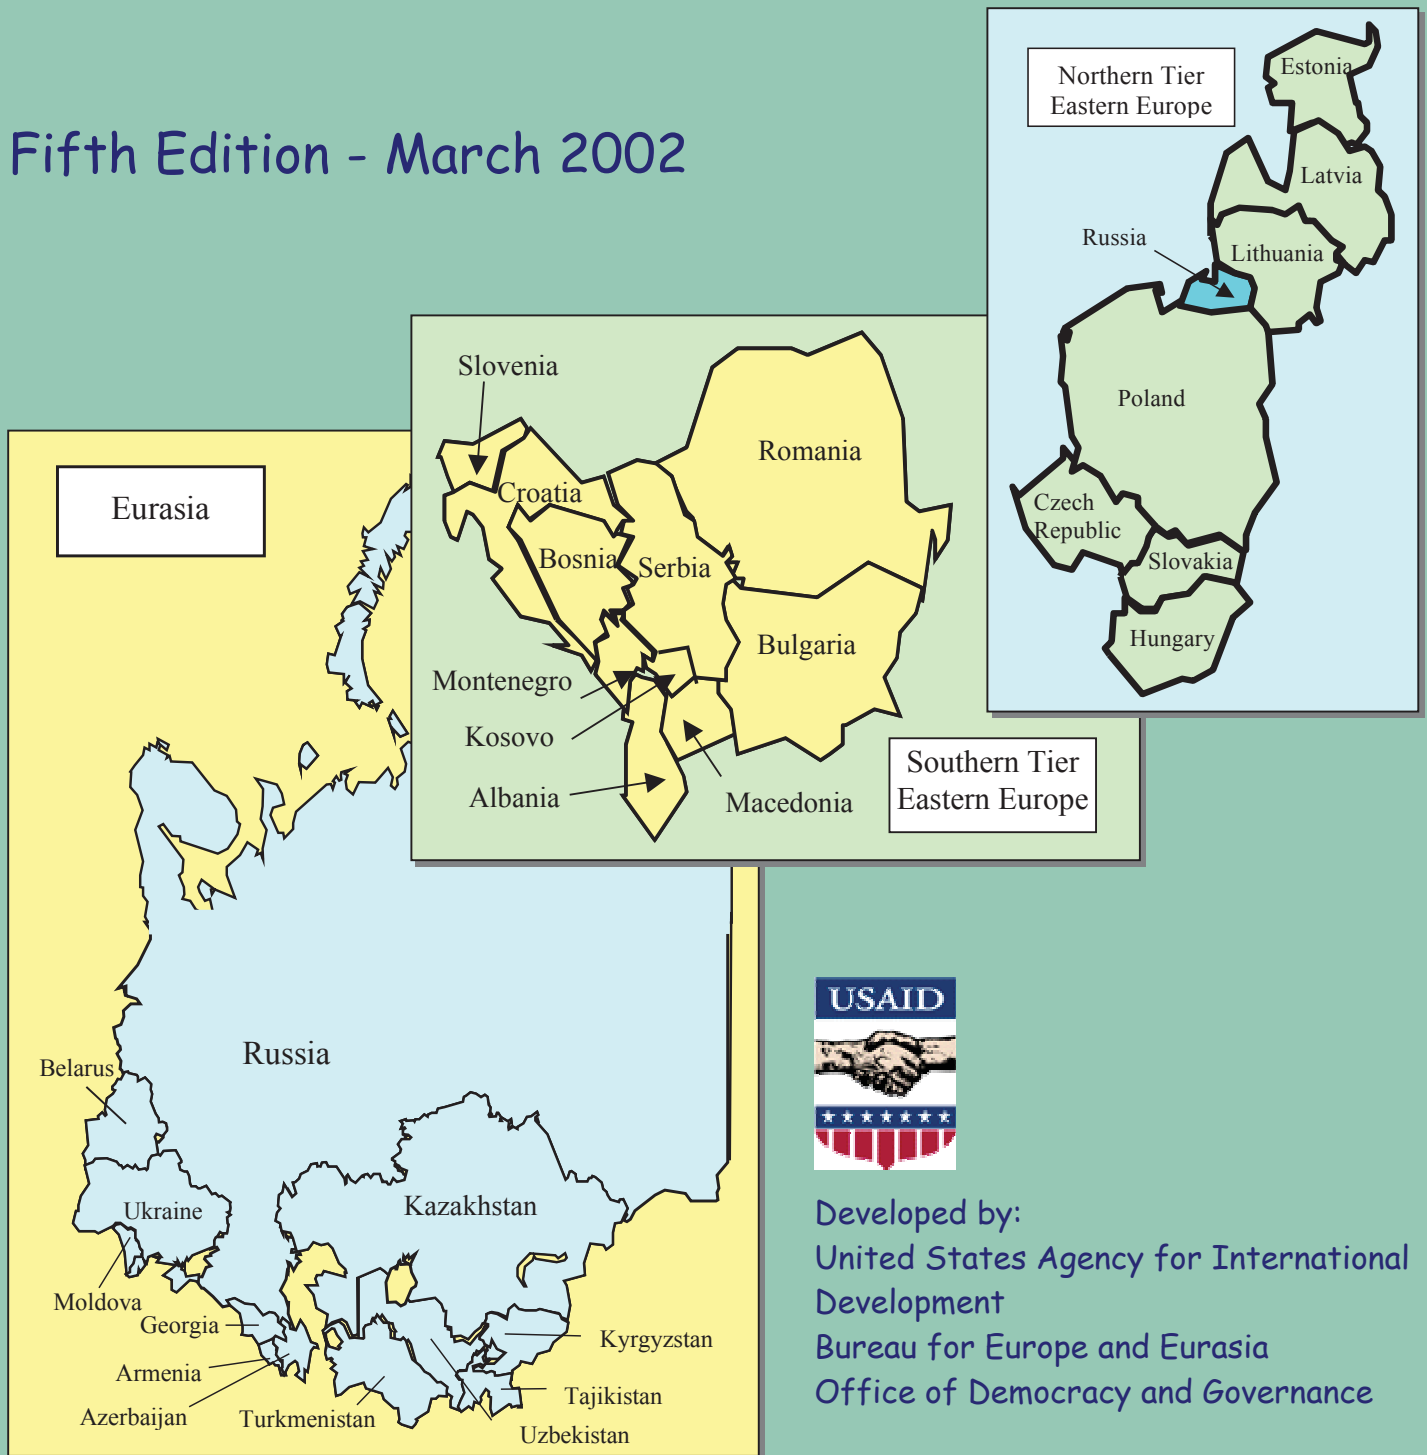 Fifth Edition - March 2002
Northern Tier
Eastern Europe
Estonia
Latvia
Russia
Lithuania
Poland
Czech
Republic
Slovakia
Hungary
Slovenia
Romania
Croatia
Bosnia
Serbia
Bulgaria
Montenegro
Kosovo
Albania
Macedonia
Southern Tier
Eastern Europe
Eurasia
Russia
Belarus
Ukraine
Kazakhstan
Moldova
Georgia
Armenia
Azerbaijan
Turkmenistan
Kyrgyzstan
Tajikistan
Uzbekistan
USAID
Developed by:
United States Agency for International
Development
Bureau for Europe and Eurasia
Office of Democracy and Governance